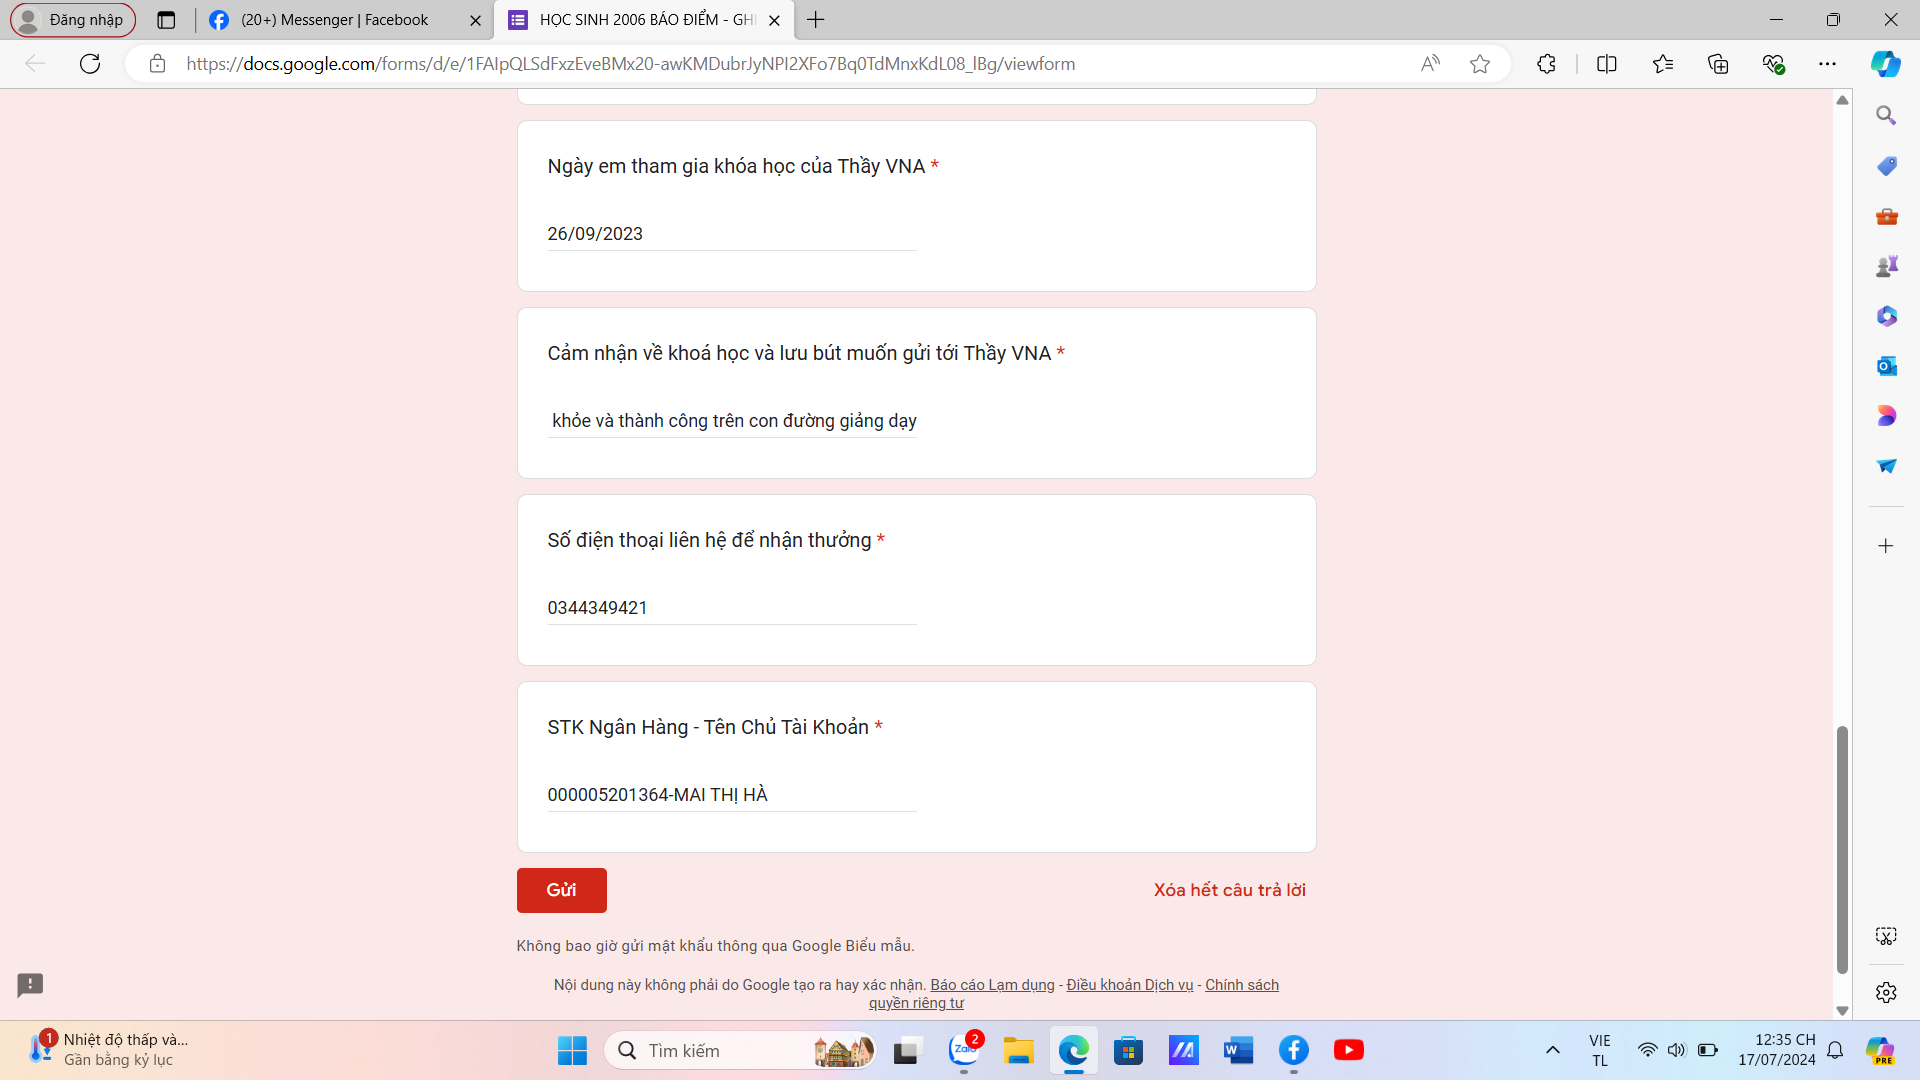 Đăng nhập
(20+) Messenger | Facebook
HỌC SINH 2006 BÁO ĐIỂM - GHI
https://docs.google.com/forms/d/e/1FAIpQLSdFxzEveBMx20-awKMDubrJyNPI2XFo7Bq0TdMnxKdL08_lBg/viewform
Ngày em tham gia khóa học của Thầy VNA *
26/09/2023
Cảm nhận về khoá học và lưu bút muốn gửi tới Thầy VNA *
khỏe và thành công trên con đường giảng dạy
Số điện thoại liên hệ để nhận thưởng *
0344349421
STK Ngân Hàng - Tên Chủ Tài Khoản *
000005201364-MAI THỊ HÀ
Gửi
Xóa hết câu trả lời
Không bao giờ gửi mật khẩu thông qua Google Biểu mẫu.
Nội dung này không phải do Google tạo ra hay xác nhận. Báo cáo Lạm dụng - Điều khoản Dịch vụ - Chính sách
quyền riêng tư
1
Nhiệt độ thấp và...
Gần bằng kỷ lục
Tìm kiếm
Zalo
2
VIE
TL
12:35 CH
17/07/2024
PRE